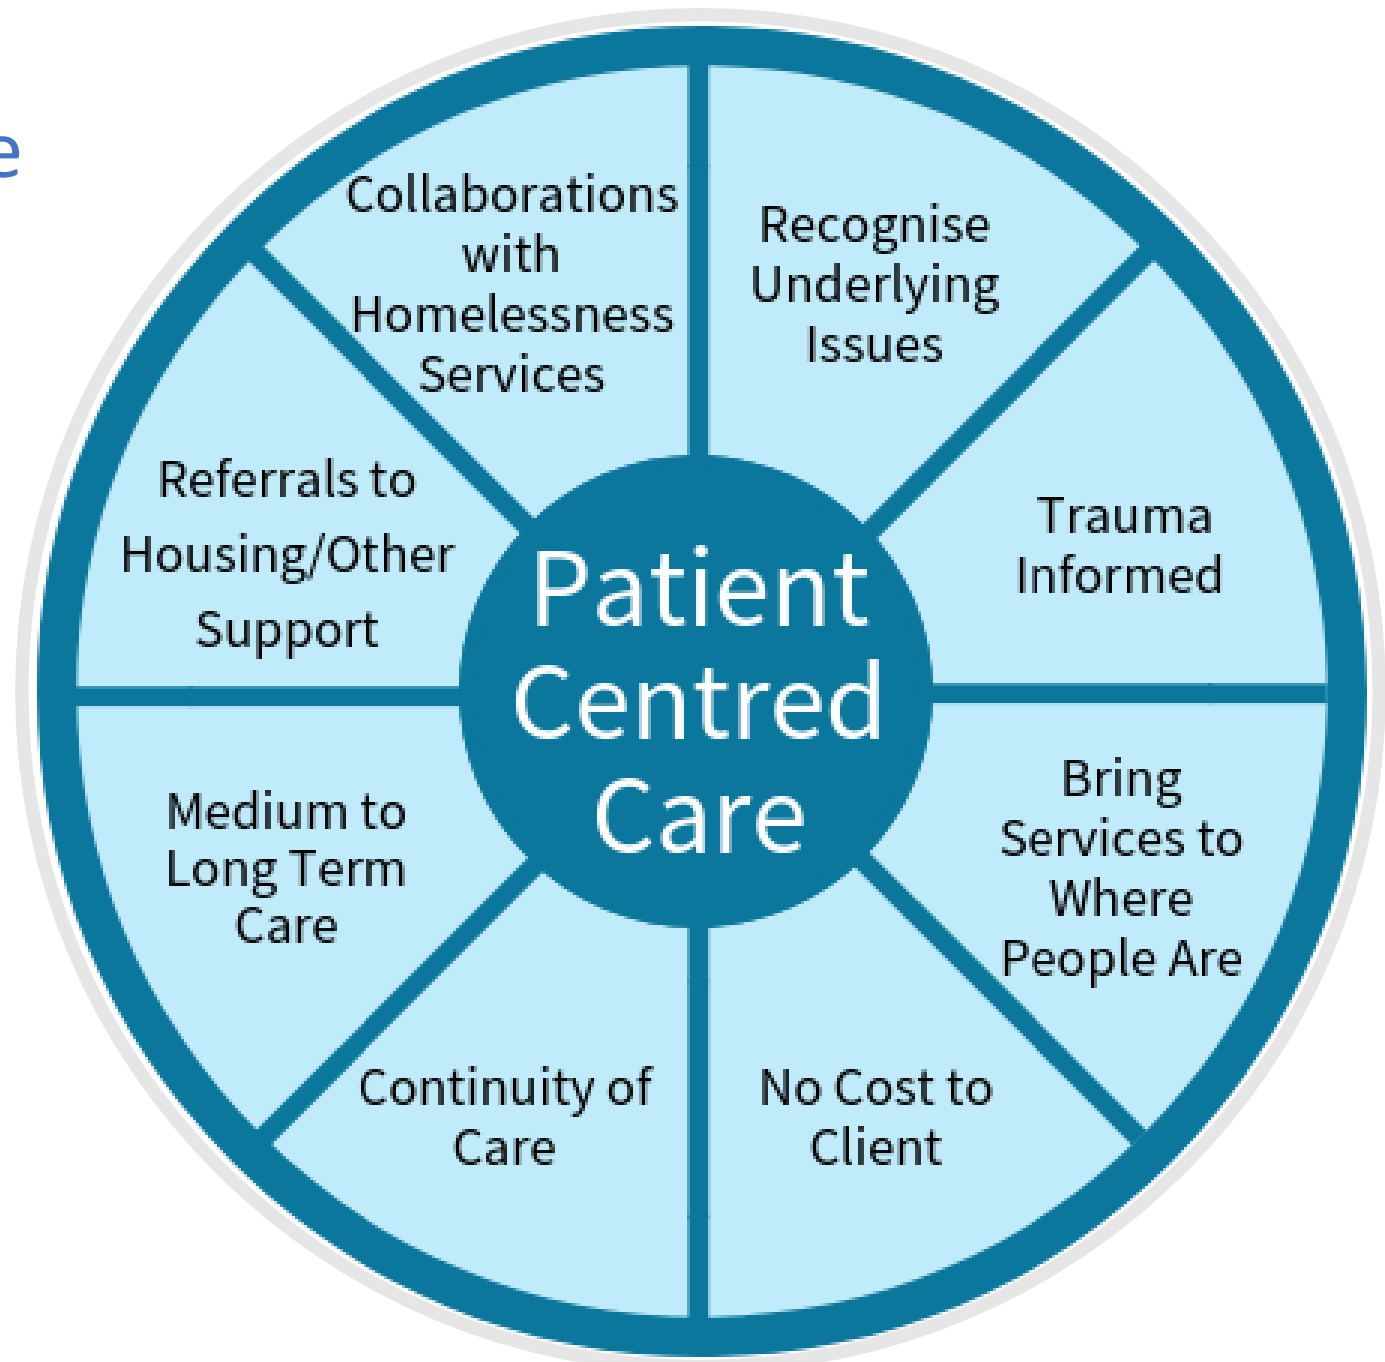 e
Collaborations
with
Homelessness
Services
Recognise
Underlying
Issues
Trauma
Informed
Bring
Services to
Where
People Are
No Cost to
Client
Continuity of
Care
Medium to
Long Term
Care
Referrals to
Housing/Other
Support
Patient
Centred
Care